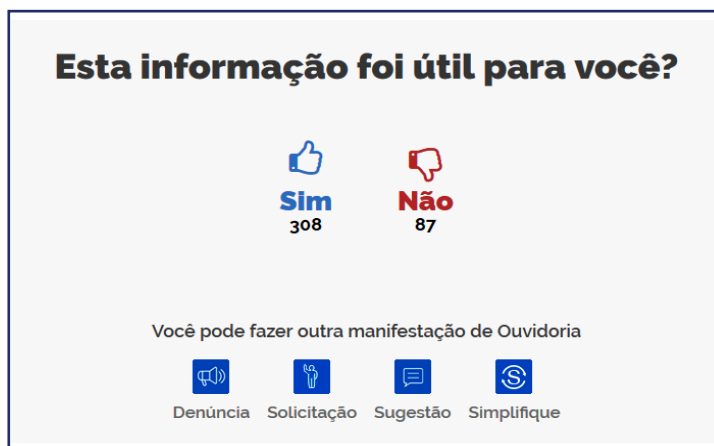 Esta informação foi útil para você?
Sim Não
308 87
Você pode fazer outra manifestação de Ouvidoria
Denúncia Solicitação Sugestão Simplifique